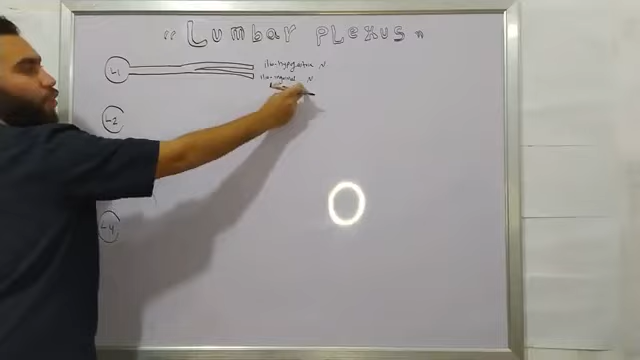 "Lumbar PLexus"
L1
ilio-hypogastric N
ilio-inguinal N
L2
L4